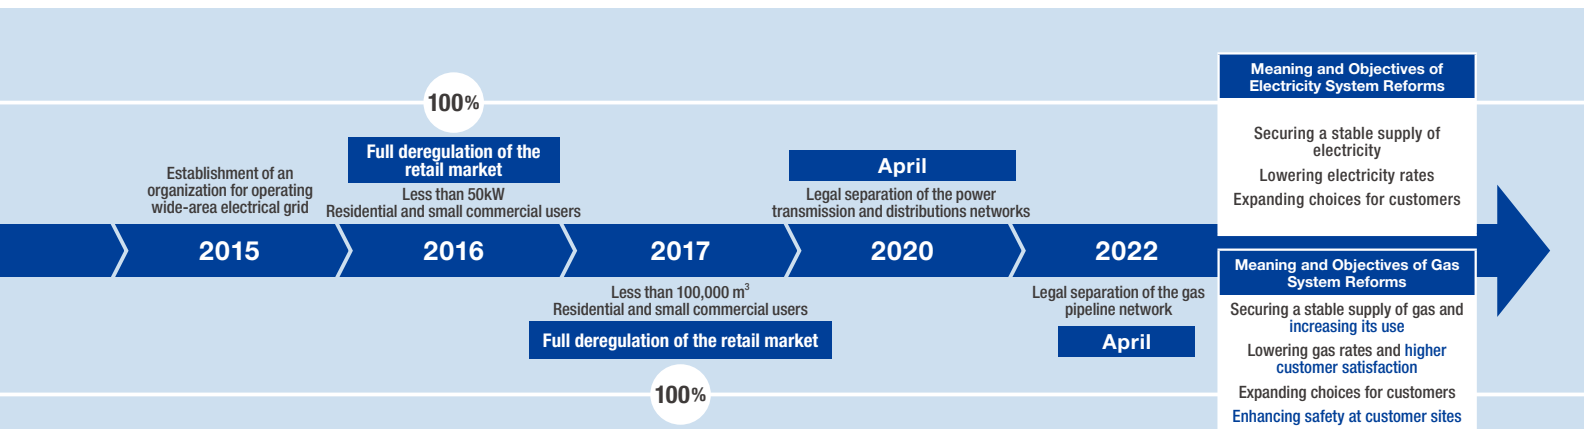 100%
Full deregulation of the
retail market
Less than 50kW
Residential and small commercial users
Establishment of an
organization for operating
wide-area electrical grid
April
Legal separation of the power
transmission and distributions networks
2015
2016
2017
2020
2022
Less than 100,000 m³
Residential and small commercial users
Full deregulation of the retail market
100%
Legal separation of the gas
pipeline network
April
Meaning and Objectives of
Electricity System Reforms
Securing a stable supply of
electricity
Lowering electricity rates
Expanding choices for customers
Meaning and Objectives of Gas
System Reforms
Securing a stable supply of gas and
increasing its use
Lowering gas rates and higher
customer satisfaction
Expanding choices for customers
Enhancing safety at customer sites